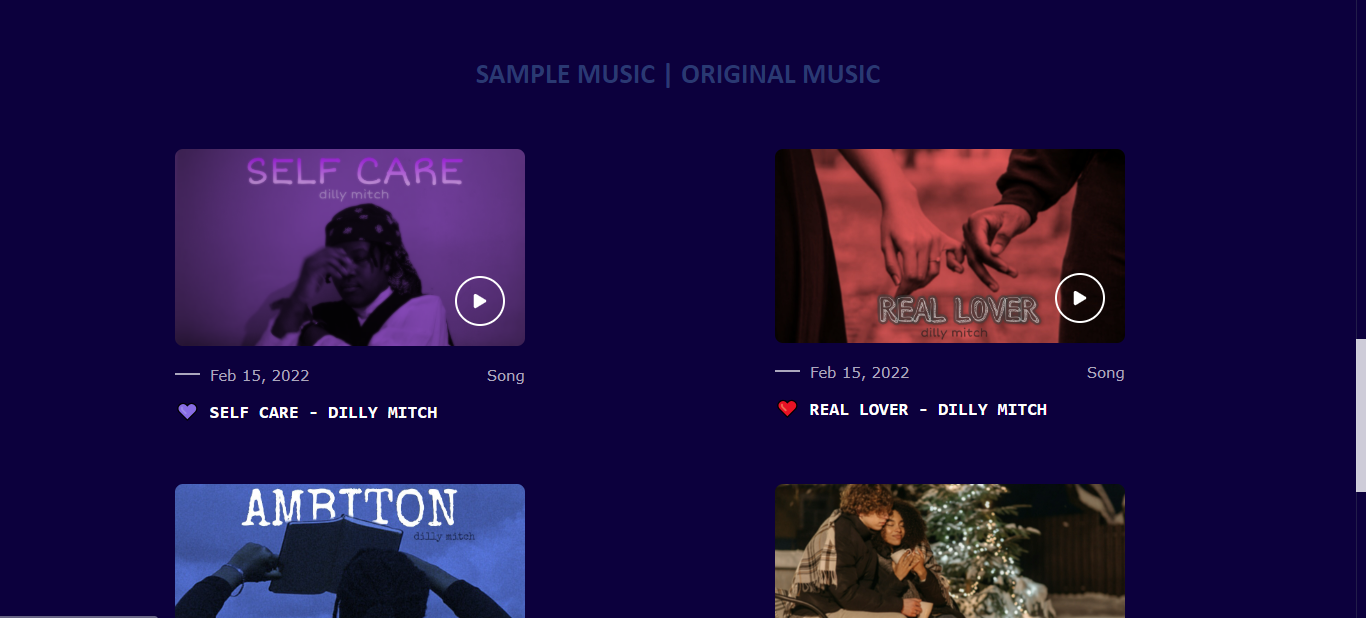 SAMPLE MUSIC | ORIGINAL MUSIC
SELF CARE
dilly mitch
Feb 15, 2022
Song
💜 SELF CARE - DILLY MITCH
REAL LOVER
dilly mitch
Feb 15, 2022
Song
❤️ REAL LOVER - DILLY MITCH
AMBITON
dilly mitch